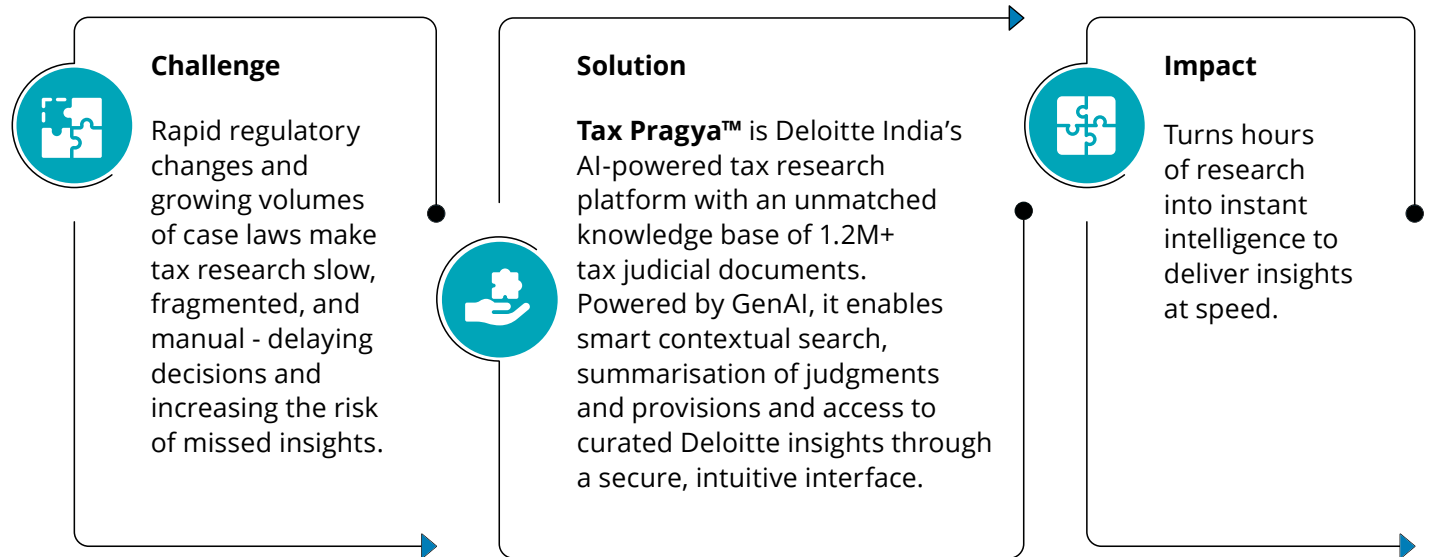 Challenge
Rapid regulatory
changes and
growing volumes
of case laws make
tax research slow,
fragmented, and
manual - delaying
decisions and
increasing the risk
of missed insights.
Solution
Tax Pragya™ is Deloitte India’s
AI-powered tax research
platform with an unmatched
knowledge base of 1.2M+
tax judicial documents.
Powered by GenAI, it enables
smart contextual search,
summarisation of judgments
and provisions and access to
curated Deloitte insights through
a secure, intuitive interface.
Impact
Turns hours
of research
into instant
intelligence to
deliver insights
at speed.